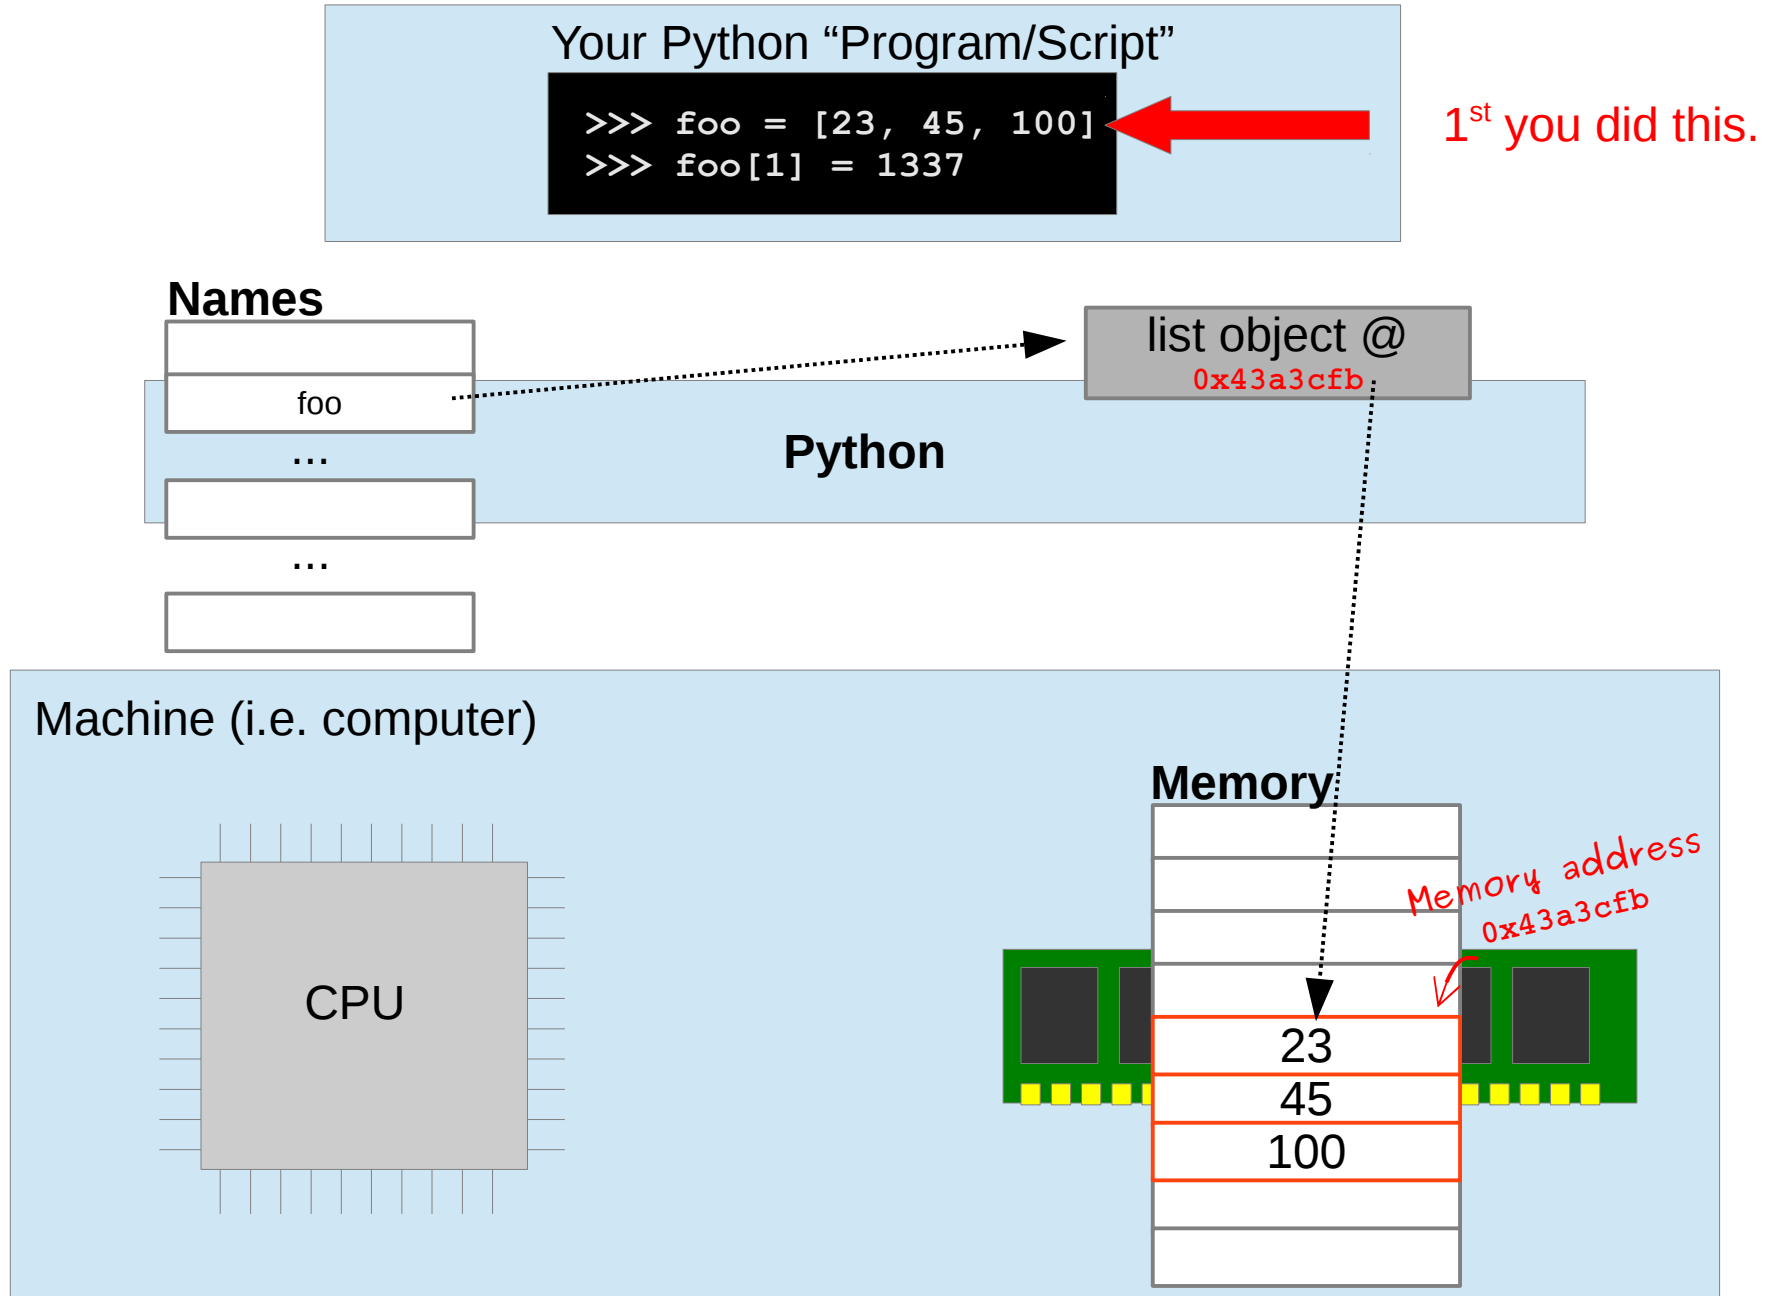 Your Python “Program/Script”
>>> foo = [23, 45, 100]
>>> foo[1] = 1337
1st you did this.
Names
foo
...
...
list object @
0x43a3cfb
Python
Machine (i.e. computer)
CPU
Memory
Memory address
0x43a3cfb
23
45
100